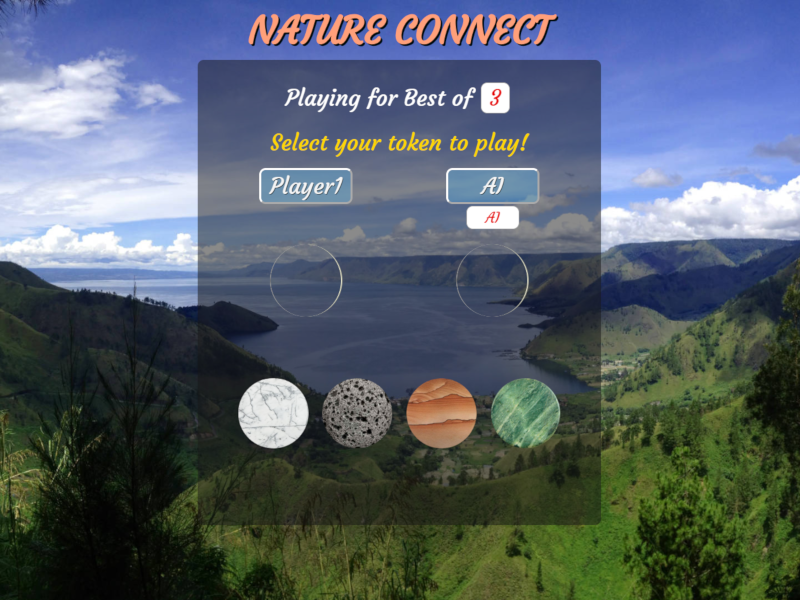 NATURE CONNECT
Playing for Best of 3
Select your token to play!
Player1 AI
AI